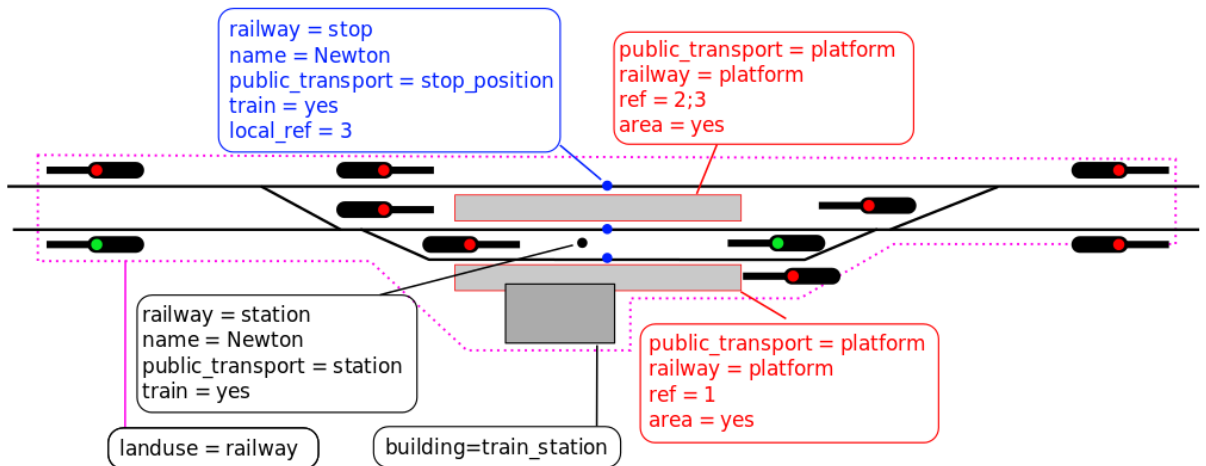 railway = stop
name = Newton
public_transport = stop_position
train = yes
local_ref = 3
public_transport = platform
railway = platform
ref = 2;3
area = yes
railway = station
name = Newton
public_transport = station
train = yes
public_transport = platform
railway = platform
ref = 1
area = yes
landuse = railway
building=train_station